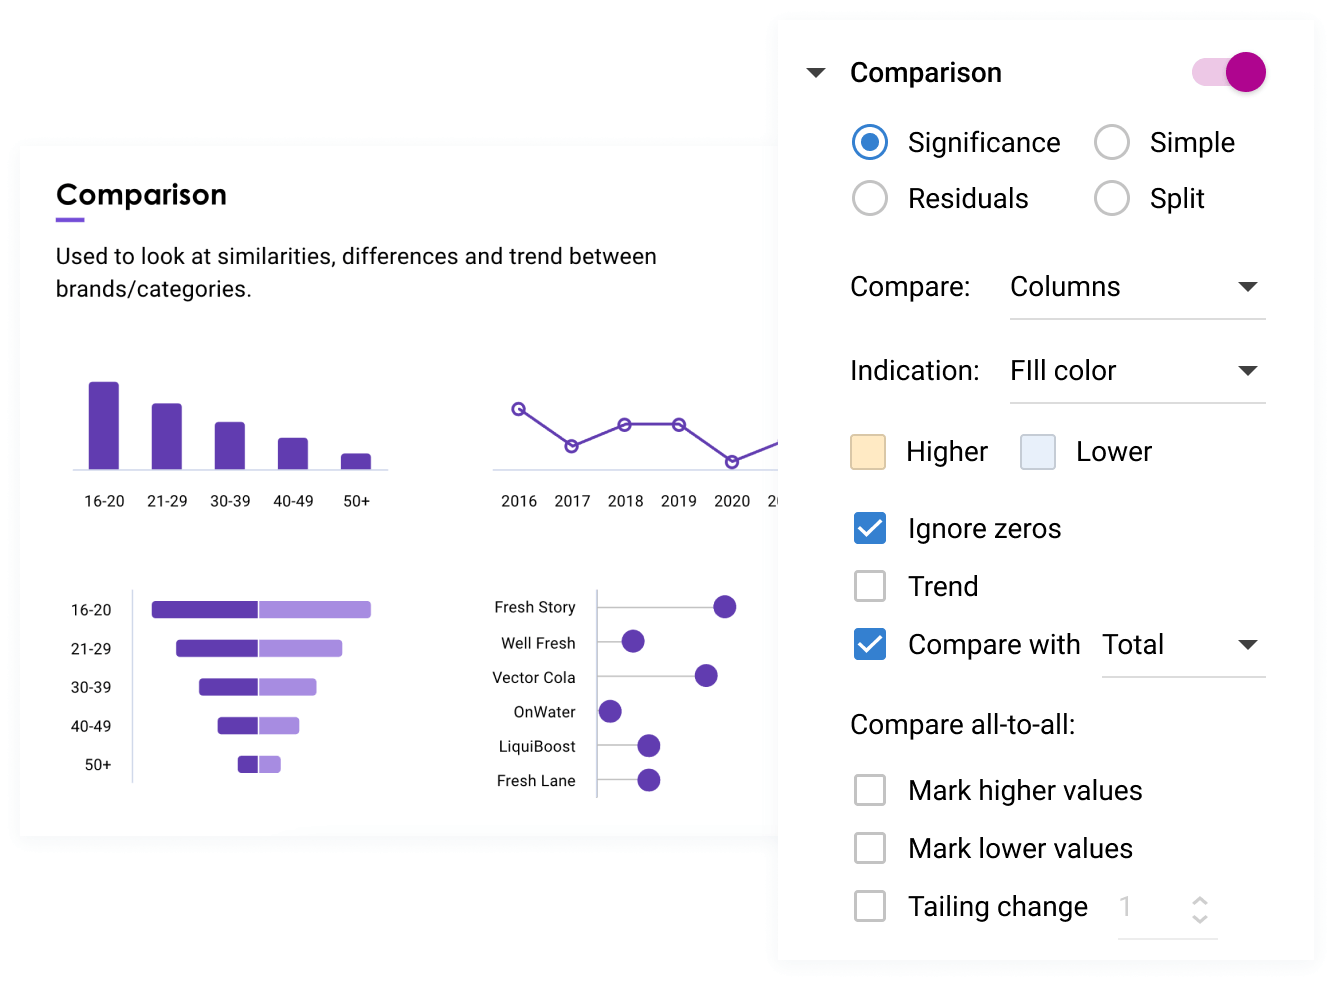 Comparison
Used to look at similarities, differences and trend between
brands/categories.
16-20 21-29 30-39 40-49 50+
2016 2017 2018 2019 2020
16-20
21-29
30-39
40-49
50+
Fresh Story
Well Fresh
Vector Cola
OnWater
LiquiBoost
Fresh Lane
Comparison
Significance Simple
Residuals Split
Compare: Columns
Indication: FIll color
Higher Lower
Ignore zeros
Trend
Compare with Total
Compare all-to-all:
Mark higher values
Mark lower values
Tailing change 1